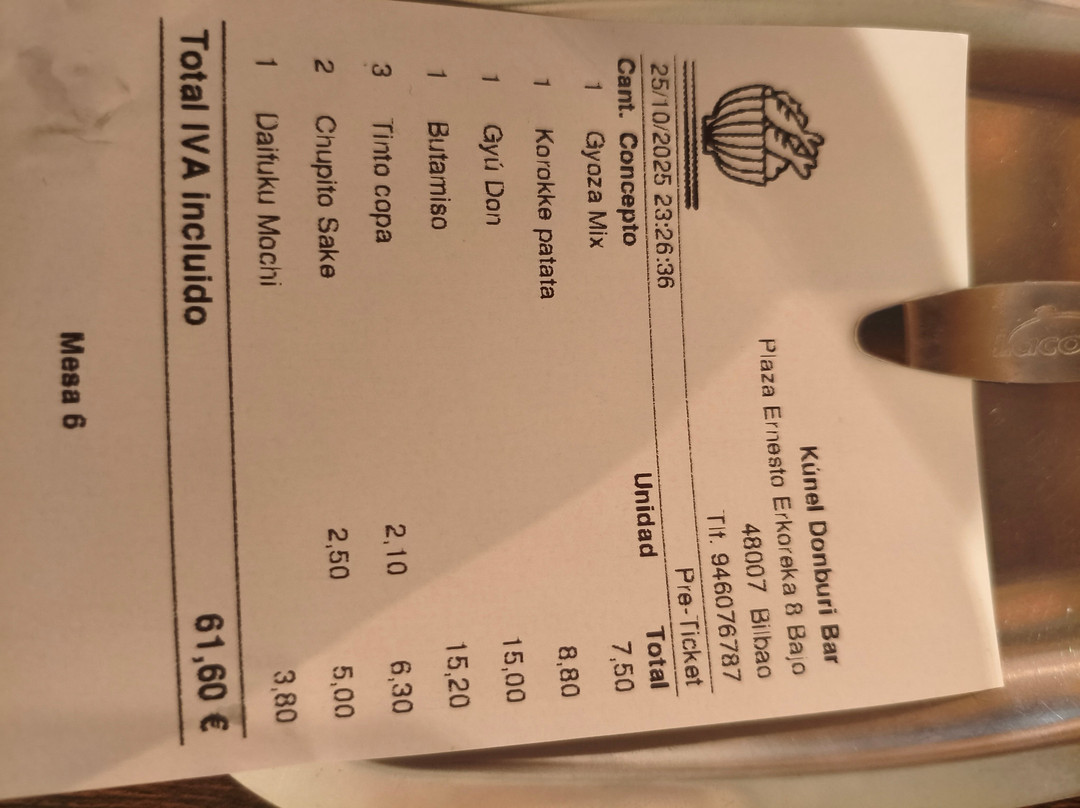 Kúnel Donburi Bar
Plaza Ernesto Erkoreka 8 Bajo
48007 Bilbao
Tlf. 946076787
Pre-Ticket
25/10/2025 23:26:36
Cant. Concepto Unidad Total
1 Gyoza Mix 7,50
1 Korokke patata 8,80
1 Gyú Don 15,00
1 Butamiso 15,20
3 Tinto copa 2,10 6,30
2 Chupito Sake 2,50 5,00
1 Daifuku Mochi 3,80
Total IVA incluido 61,60 €
Mesa 6